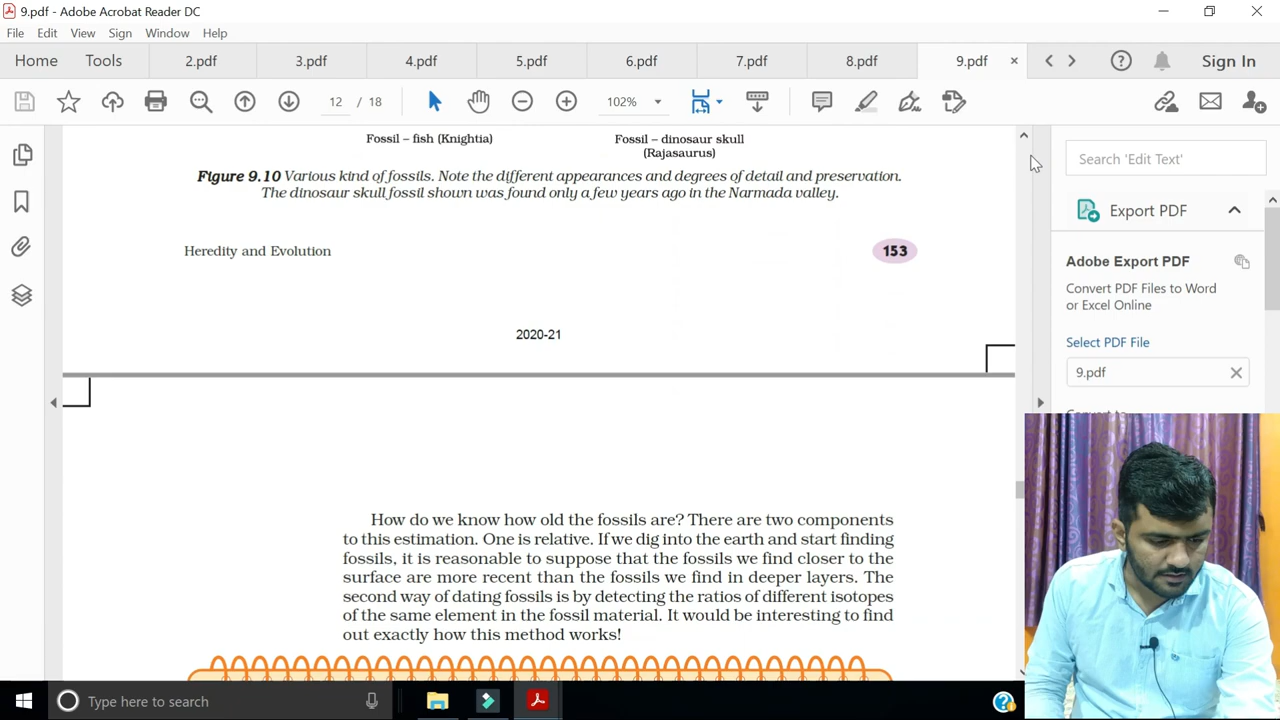 9.pdf - Adobe Acrobat Reader DC
File Edit View Sign Window Help
Home Tools 2.pdf 3.pdf 4.pdf 5.pdf 6.pdf 7.pdf 8.pdf 9.pdf × Sign In
12 / 18 102%
Fossil – fish (Knightia) Fossil – dinosaur skull
(Rajasaurus)
Figure 9.10 Various kind of fossils. Note the different appearances and degrees of detail and preservation.
The dinosaur skull fossil shown was found only a few years ago in the Narmada valley.
Heredity and Evolution 153
2020-21
How do we know how old the fossils are? There are two components
to this estimation. One is relative. If we dig into the earth and start finding
fossils, it is reasonable to suppose that the fossils we find closer to the
surface are more recent than the fossils we find in deeper layers. The
second way of dating fossils is by detecting the ratios of different isotopes
of the same element in the fossil material. It would be interesting to find
out exactly how this method works!
Search 'Edit Text'
Export PDF
Adobe Export PDF
Convert PDF Files to Word
or Excel Online
Select PDF File
9.pdf
Type here to search